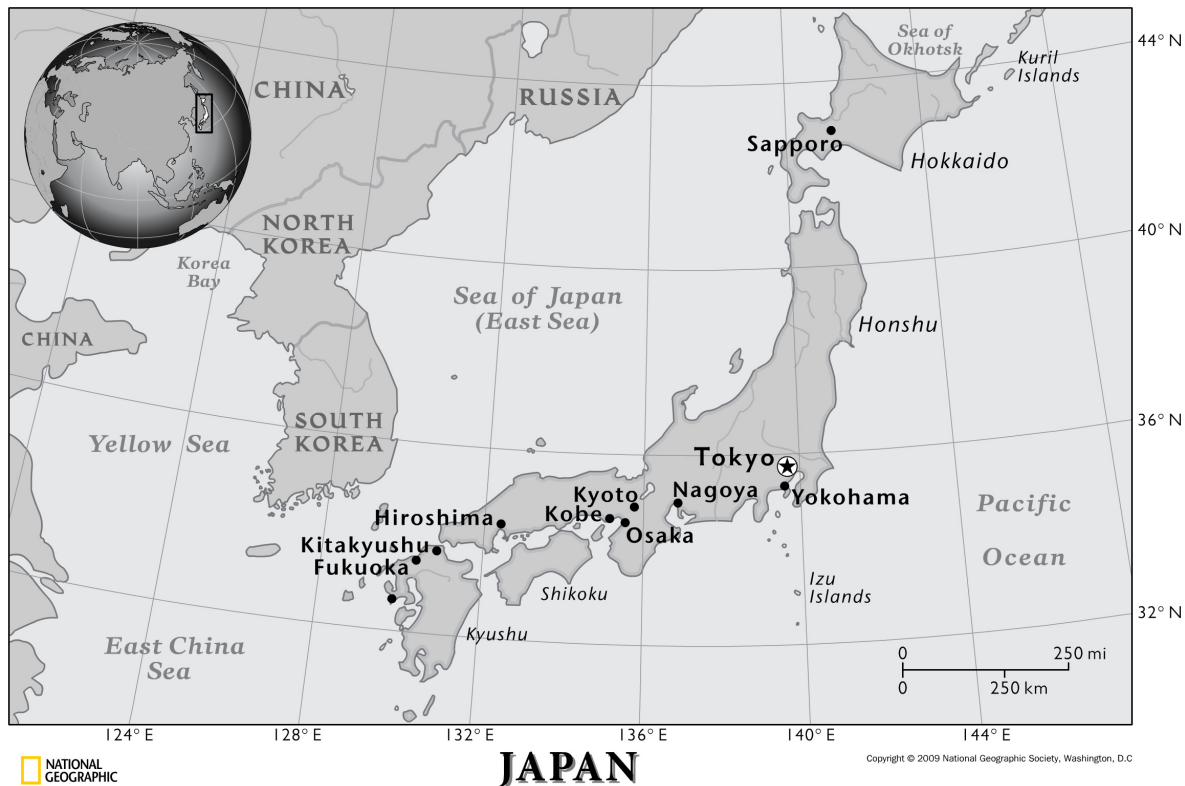 44° N
Sea of
Okhotsk
Kuril
Islands
CHINA
RUSSIA
Sapporo
Hokkaido
NORTH
KOREA
40° N
Korea
Bay
Sea of Japan
(East Sea)
Honshu
CHINA
SOUTH
KOREA
36° N
Yellow Sea
Tokyo
Kyoto
Nagoya
Yokohama
Pacific
Ocean
Hiroshima
Kobe
Osaka
Kitakyushu
Fukuoka
Shikoku
Izu
Islands
32° N
Kyushu
East China
Sea
0 250 mi
0 250 km
124° E 128° E 132° E 136° E 140° E 144° E
NATIONAL
GEOGRAPHIC
JAPAN
Copyright © 2009 National Geographic Society, Washington, D.C